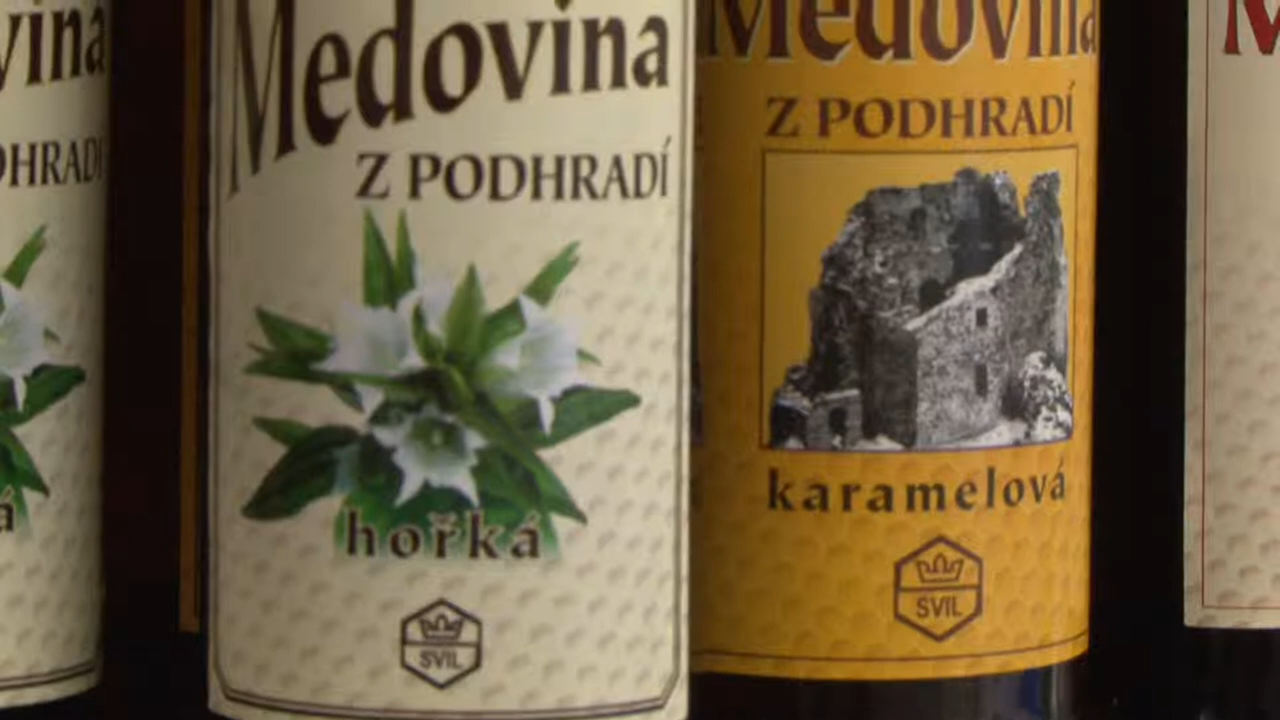 Medovina
Z PODHRADÍ
hořká
SVIL
Medovina
Z PODHRADÍ
karamelová
SVIL